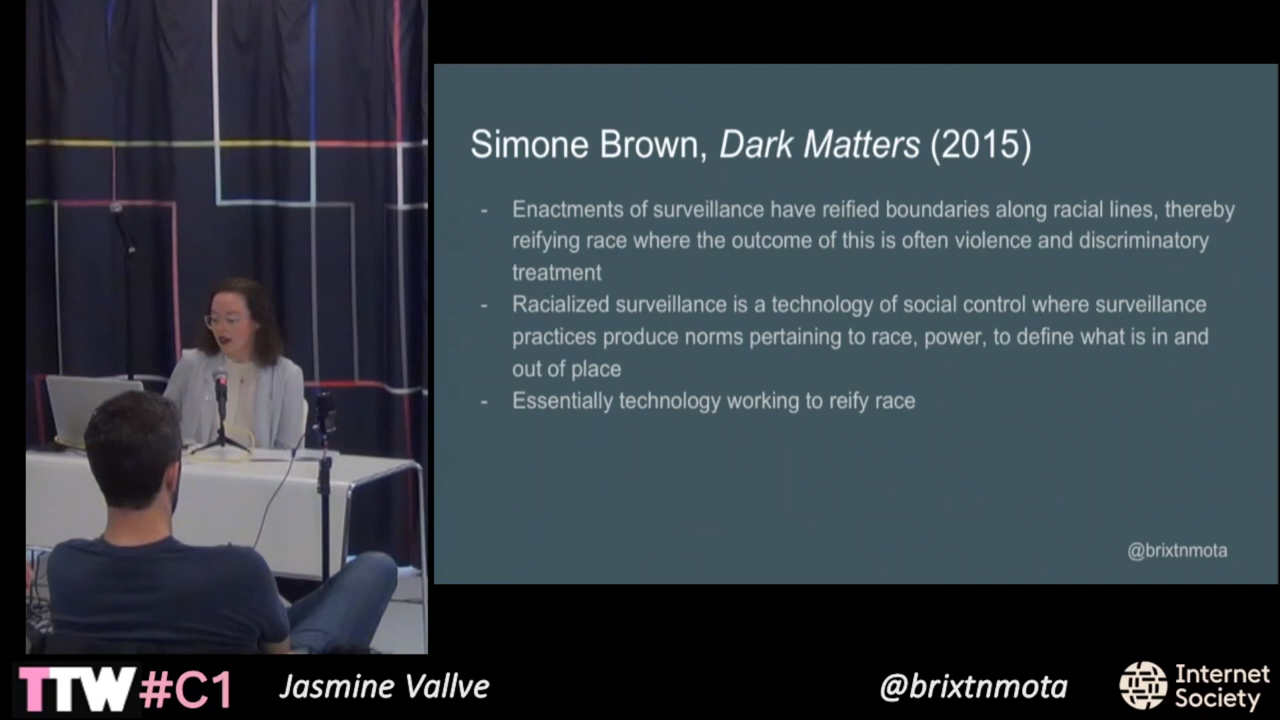 Simone Brown, Dark Matters (2015)
- Enactments of surveillance have reified boundaries along racial lines, thereby
reifying race where the outcome of this is often violence and discriminatory
treatment
- Racialized surveillance is a technology of social control where surveillance
practices produce norms pertaining to race, power, to define what is in and
out of place
- Essentially technology working to reify race
@brixtnmota
TTW#C1
Jasmine Vallve
@brixtnmota
Internet
Society